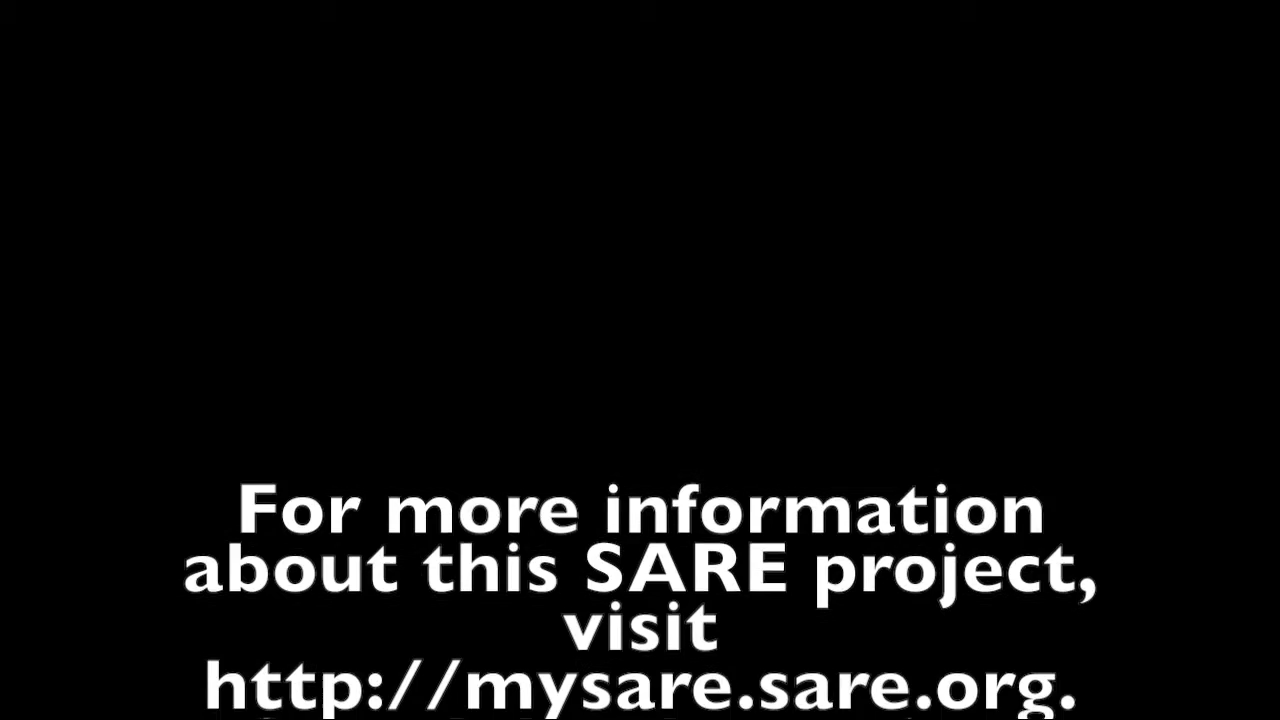 For more information
about this SARE project,
visit
http://mysare.sare.org.